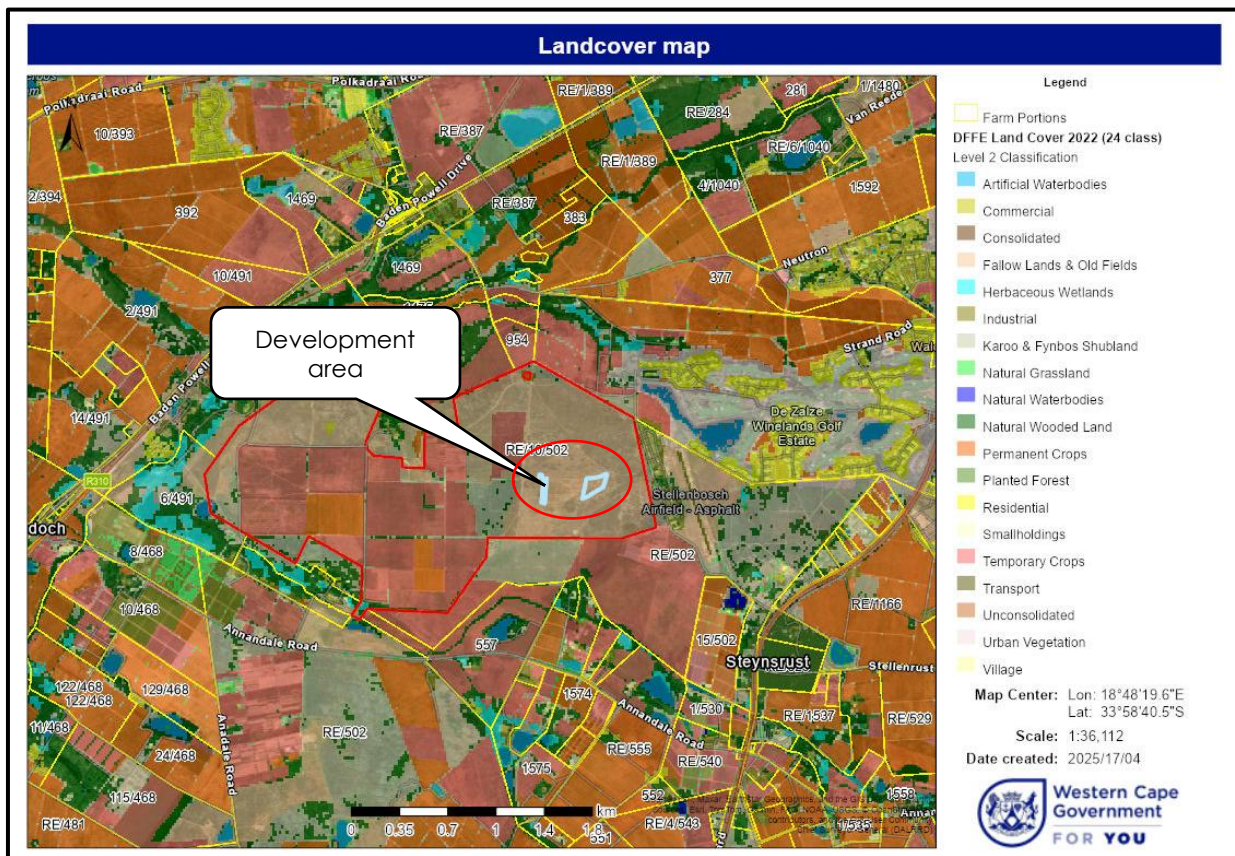 Landcover map
Polkadraai Road
Polkadraai Road
10/393
RE/387
RE/1/389
RE/284
281
1/1480
Van Reede
RE/6/1040
RE/1/389
4/1040
1592
2/394
392
1469
Baden Powell Drive
RE/387
383
10/491
1469
377
Neutron
2/491
Strand Road
954
Development
area
De Zalze
Winelands Golf
Estate
14/491
Baden Powell
RE/10/502
R310
6/491
Stellenbosch
Airfield - Asphalt
doch
8/468
RE/502
RE/1166
10/468
15/502
Annandale Road
557
Steynsrust
Stellenrust
122/468
129/468
122/468
1574
1/530
RE/1537
RE/529
11/468
Anadale Road
RE/502
Annandale Road
24/468
RE/555
RE/540
1575
115/468
552
1558
RE/481
RE/4/543
551
1/535
km
0 0.35 0.7 1 1.4 1.8
Legend
Farm Portions
DFFE Land Cover 2022 (24 class)
Level 2 Classification
Artificial Waterbodies
Commercial
Consolidated
Fallow Lands & Old Fields
Herbaceous Wetlands
Industrial
Karoo & Fynbos Shubland
Natural Grassland
Natural Waterbodies
Natural Wooded Land
Permanent Crops
Planted Forest
Residential
Smallholdings
Temporary Crops
Transport
Unconsolidated
Urban Vegetation
Village
Map Center: Lon: 18°48'19.6"E
Lat: 33°58'40.5"S
Scale: 1:36,112
Date created: 2025/17/04
Western Cape
Government
FOR YOU